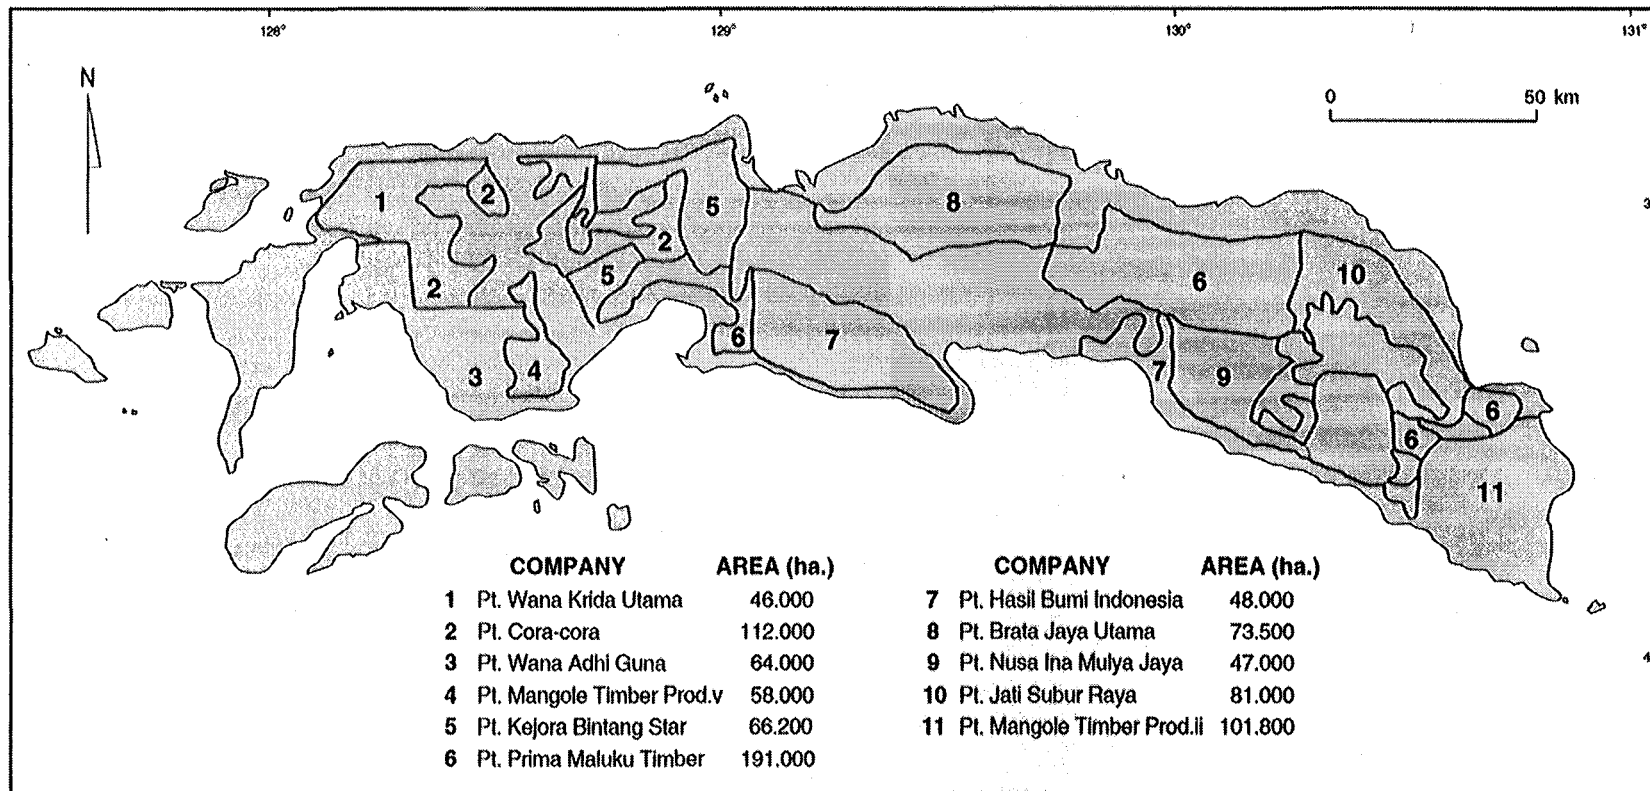 128° 129° 130° 131°
N
0 50 km
3
1 2 5 8
2 6 10
5
2
6 7
3 4 7 9
6
6
11
4
COMPANY AREA (ha.)
1 Pt. Wana Krida Utama 46.000
2 Pt. Cora-cora 112.000
3 Pt. Wana Adhi Guna 64.000
4 Pt. Mangole Timber Prod.v 58.000
5 Pt. Kejora Bintang Star 66.200
6 Pt. Prima Maluku Timber 191.000
COMPANY AREA (ha.)
7 Pt. Hasil Bumi Indonesia 48.000
8 Pt. Brata Jaya Utama 73.500
9 Pt. Nusa Ina Mulya Jaya 47.000
10 Pt. Jati Subur Raya 81.000
11 Pt. Mangole Timber Prod.ii 101.800